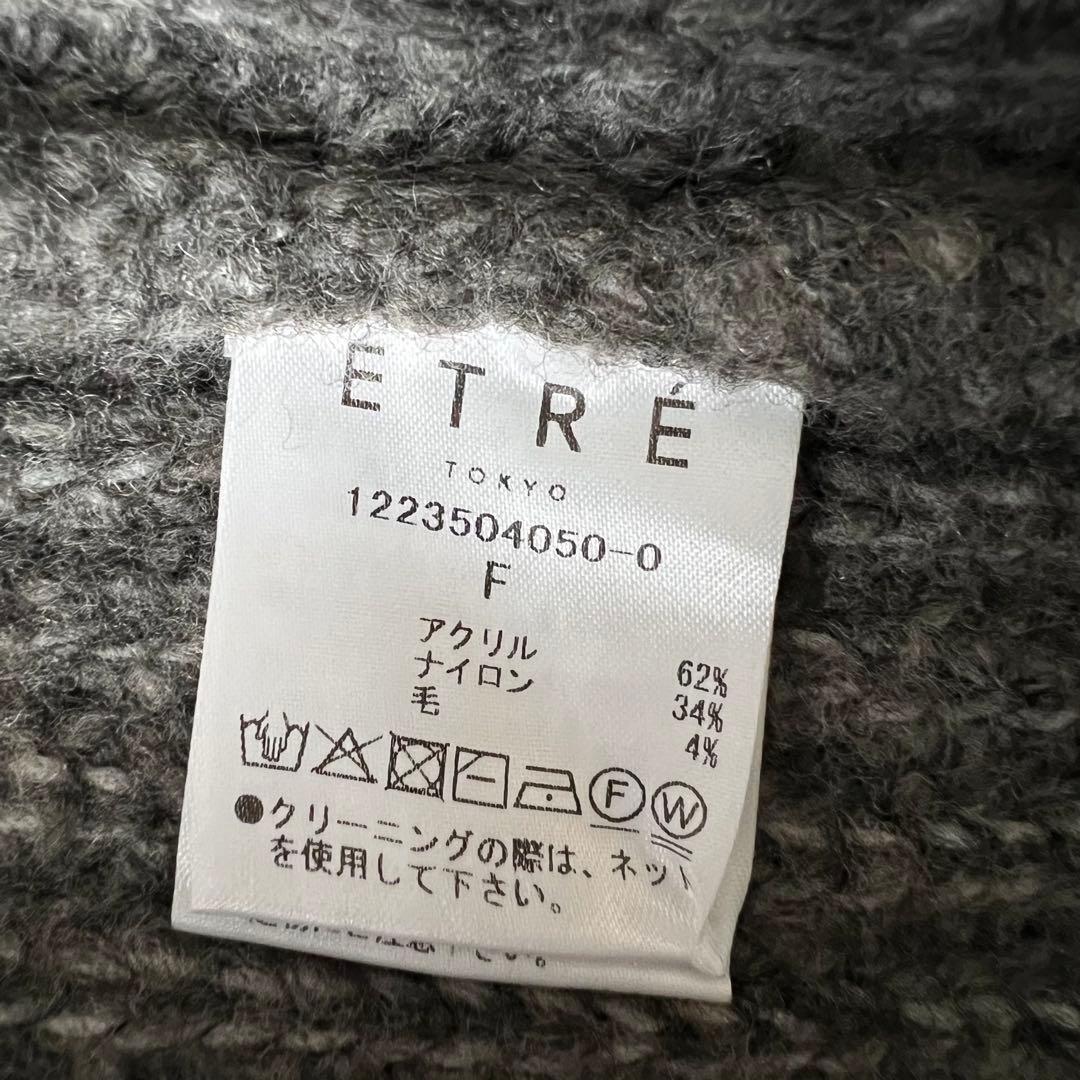 ETRÉ
TOKYO
1223504050-0
F
アクリル 62%
ナイロン 34%
毛 4%
F W
●クリーニングの際は、ネット
を使用して下さい。